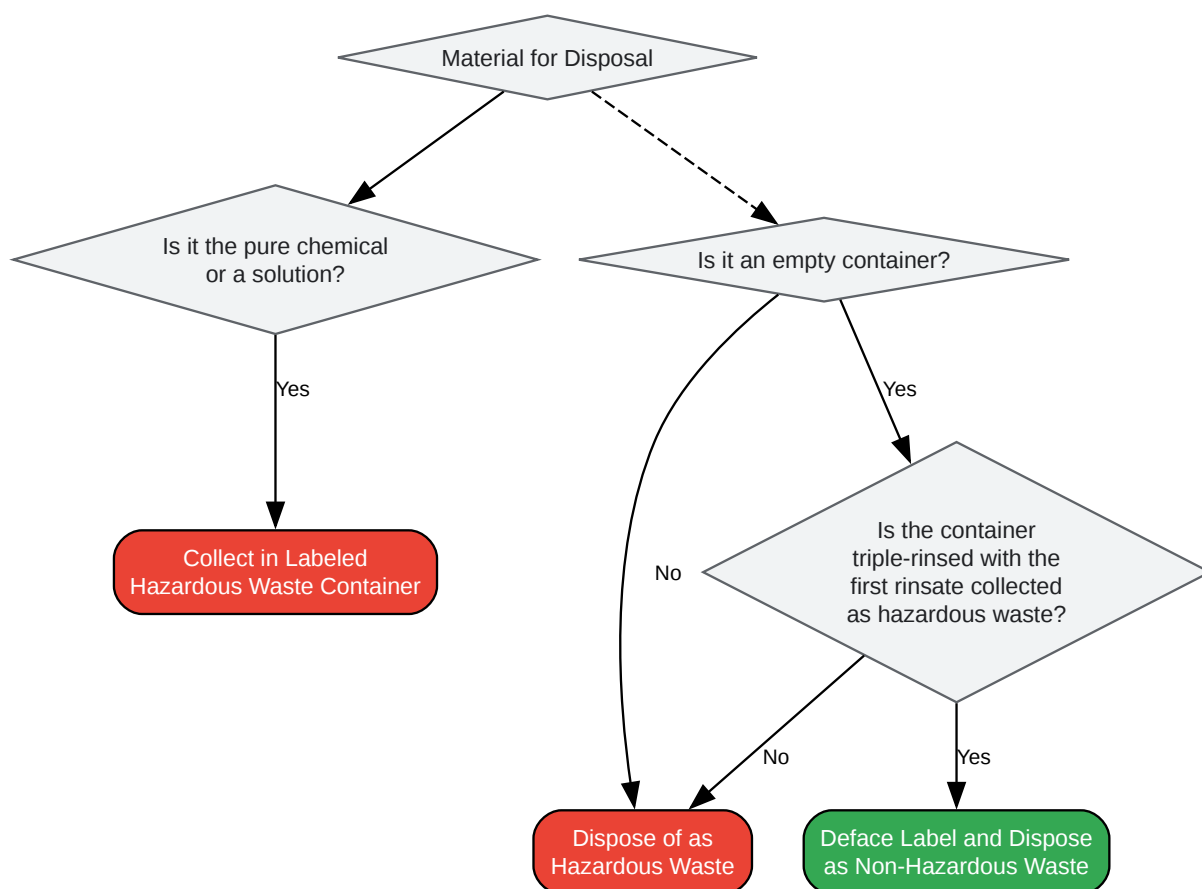 Material for Disposal
Is it the pure chemical
or a solution?
Is it an empty container?
Yes
Yes
Is the container
triple-rinsed with the
first rinsate collected
as hazardous waste?
Collect in Labeled
Hazardous Waste Container
No
No
Yes
Dispose of as
Hazardous Waste
Deface Label and Dispose
as Non-Hazardous Waste